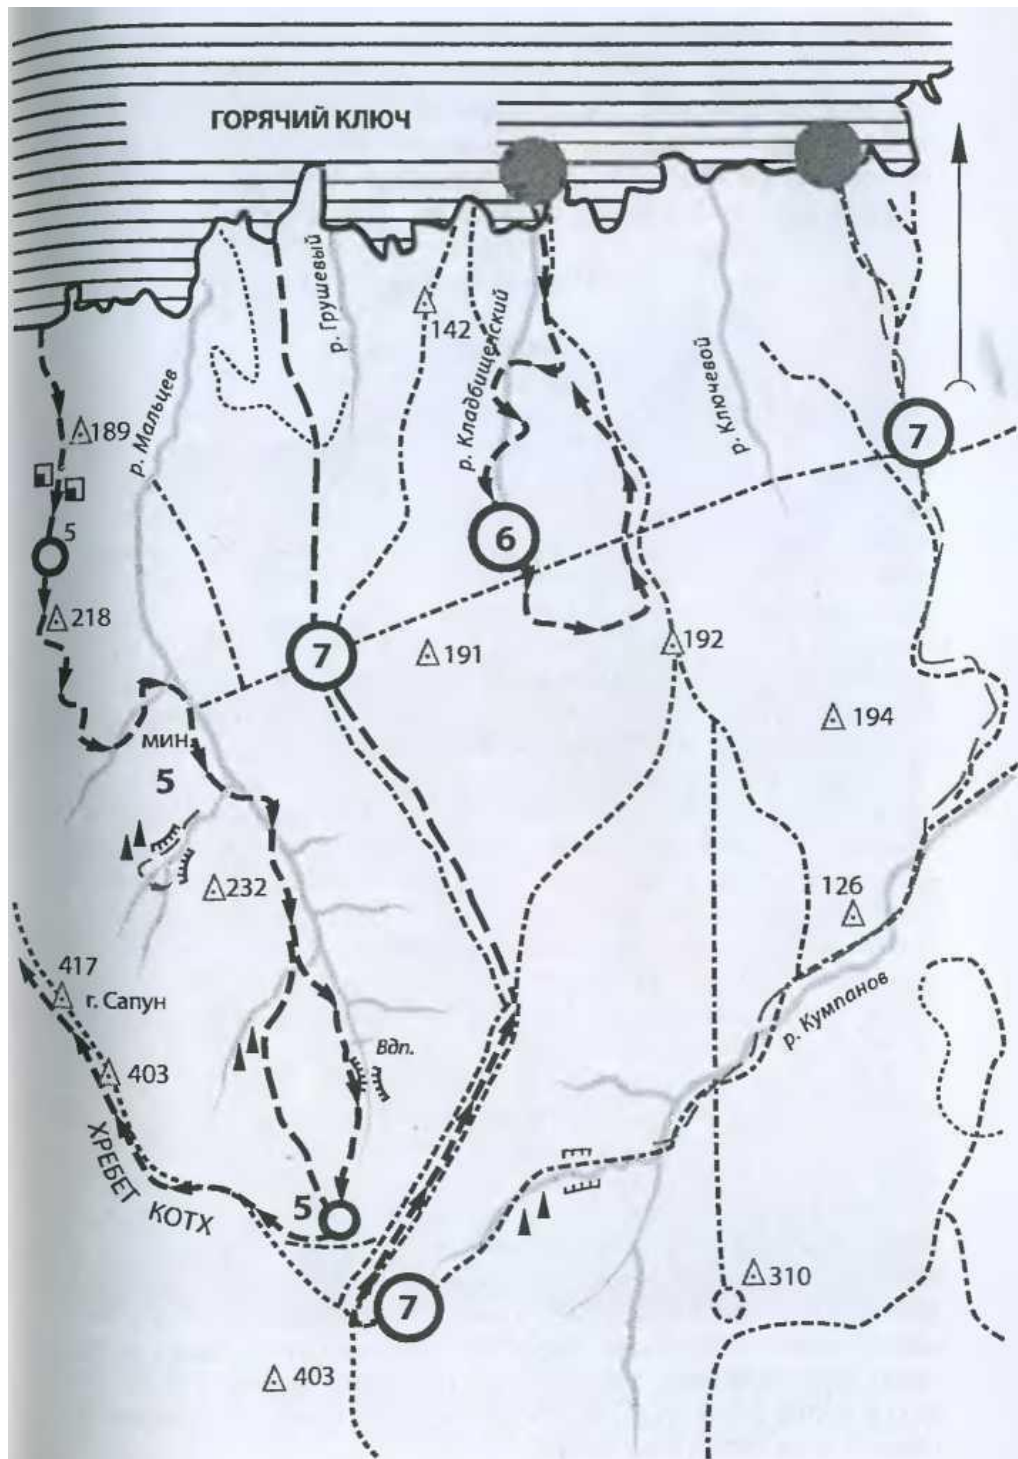 ГОРЯЧИЙ КЛЮЧ
р. Грушевый
142
р. Кладбищенский
р. Ключевой
р. Мальцев
189
7
5
6
218
7
191
192
194
МИН.
5
232
126
417
г. Сапун
р. Кумпанов
403
Вдп.
ХРЕБЕТ КОТХ
5
310
7
403